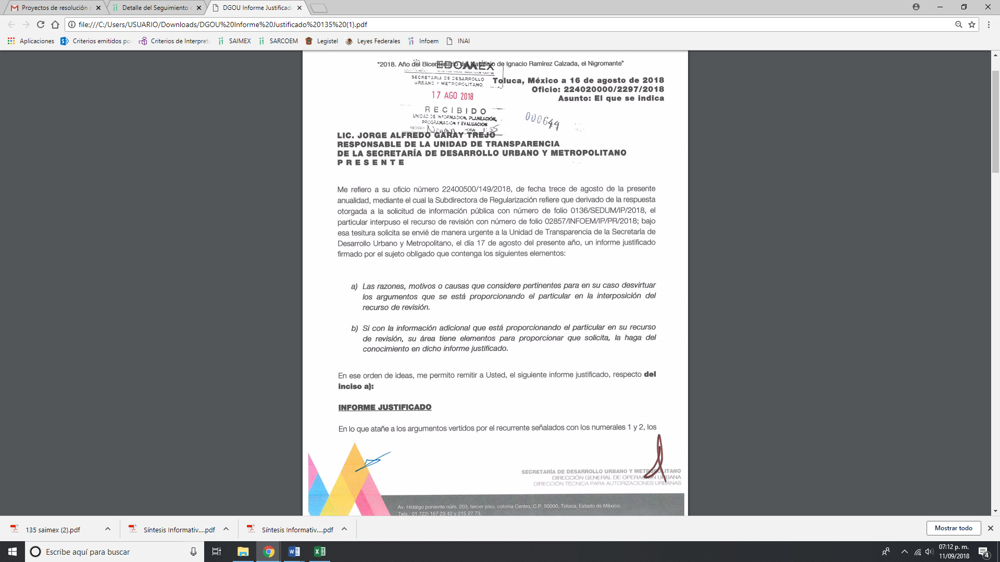 Proyectos de resolución
Detalle del Seguimiento
DGOU Informe Justificado
file:///C:/Users/USUARIO/Downloads/DGOU%20Informe%20Justificado%20135%20(1).pdf
Aplicaciones
Criterios emitidos po
Criterios de Interpret
SAIMEX
SARCOEM
Legistel
Leyes Federales
Infoem
INAI
"2018. Año del Bicentenario del Natalicio de Ignacio Ramírez Calzada, el Nigromante"
EDOMÉX
SECRETARÍA DE DESARROLLO
URBANO Y METROPOLITANO
17 AGO 2018
RECIBIDO
UNIDAD DE INFORMACIÓN, PLANEACIÓN,
PROGRAMACIÓN Y EVALUACIÓN
Toluca, México a 16 de agosto de 2018
Oficio: 224020000/2297/2018
Asunto: El que se indica
000644
LIC. JORGE ALFREDO GARAY TREJO
RESPONSABLE DE LA UNIDAD DE TRANSPARENCIA
DE LA SECRETARÍA DE DESARROLLO URBANO Y METROPOLITANO
P R E S E N T E
Me refiero a su oficio número 22400500/149/2018, de fecha trece de agosto de la presente
anualidad, mediante el cual la Subdirectora de Regularización refiere que derivado de la respuesta
otorgada a la solicitud de información pública con número de folio 0136/SEDUM/IP/2018, el
particular interpuso el recurso de revisión con número de folio 02857/INFOEM/IP/PR/2018; bajo
esa tesitura solicita se envié de manera urgente a la Unidad de Transparencia de la Secretaría de
Desarrollo Urbano y Metropolitano, el día 17 de agosto del presente año, un informe justificado
firmado por el sujeto obligado que contenga los siguientes elementos:
a) Las razones, motivos o causas que considere pertinentes para en su caso desvirtuar
los argumentos que se está proporcionando el particular en la interposición del
recurso de revisión.
b) Si con la información adicional que está proporcionando el particular en su recurso
de revisión, su área tiene elementos para proporcionar que solicita, la haga del
conocimiento en dicho informe justificado.
En ese orden de ideas, me permito remitir a Usted, el siguiente informe justificado, respecto del
inciso a):
INFORME JUSTIFICADO
En lo que atañe a los argumentos vertidos por el recurrente señalados con los numerales 1 y 2, los
SECRETARÍA DE DESARROLLO URBANO Y METROPOLITANO
DIRECCIÓN GENERAL DE OPERACIÓN URBANA
DIRECCIÓN TÉCNICA PARA AUTORIZACIONES URBANAS
Av. Hidalgo poniente núm. 203, tercer piso, colonia Centro, C.P. 50000, Toluca, Estado de México.
Tels.: 01 722) 167 23 42 y 215 27 73.
135 saimex (2).pdf
Síntesis Informativ....pdf
Síntesis Informativ....pdf
Mostrar todo
Escribe aquí para buscar
07:12 p. m.
11/09/2018
4